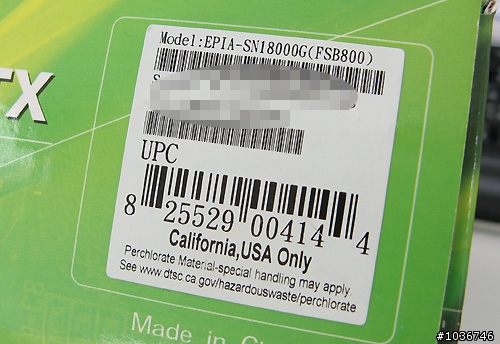 Model:EPIA-SN18000G(FSB800)
UPC
8 25529 00414 4
California,USA Only
Perchlorate Material-special handling may apply.
See www.dtsc.ca.gov/hazardouswaste/perchlorate
TX
Made in
#1036746